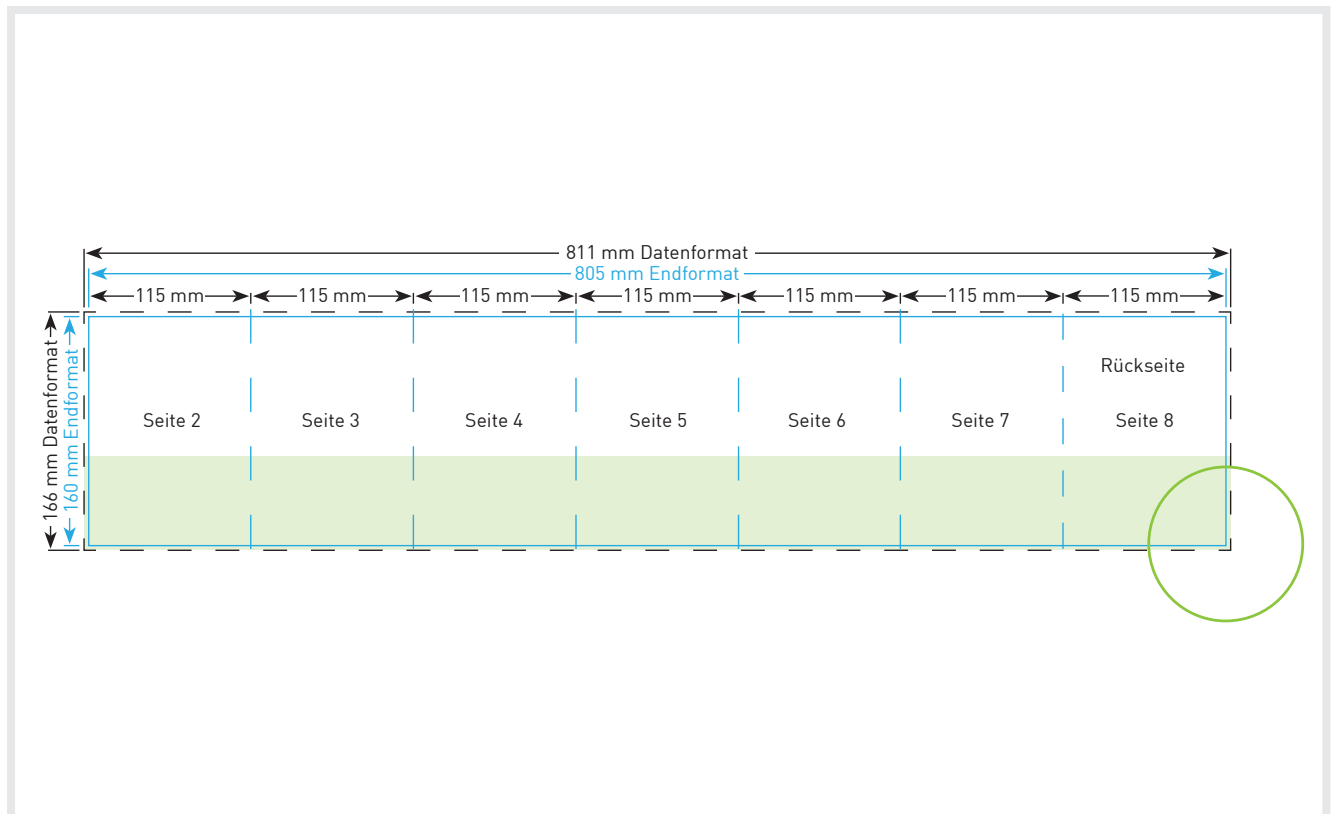 811 mm Datenformat
805 mm Endformat
115 mm 115 mm 115 mm 115 mm 115 mm 115 mm 115 mm
166 mm Datenformat
160 mm Endformat
Rückseite
Seite 2 Seite 3 Seite 4 Seite 5 Seite 6 Seite 7 Seite 8